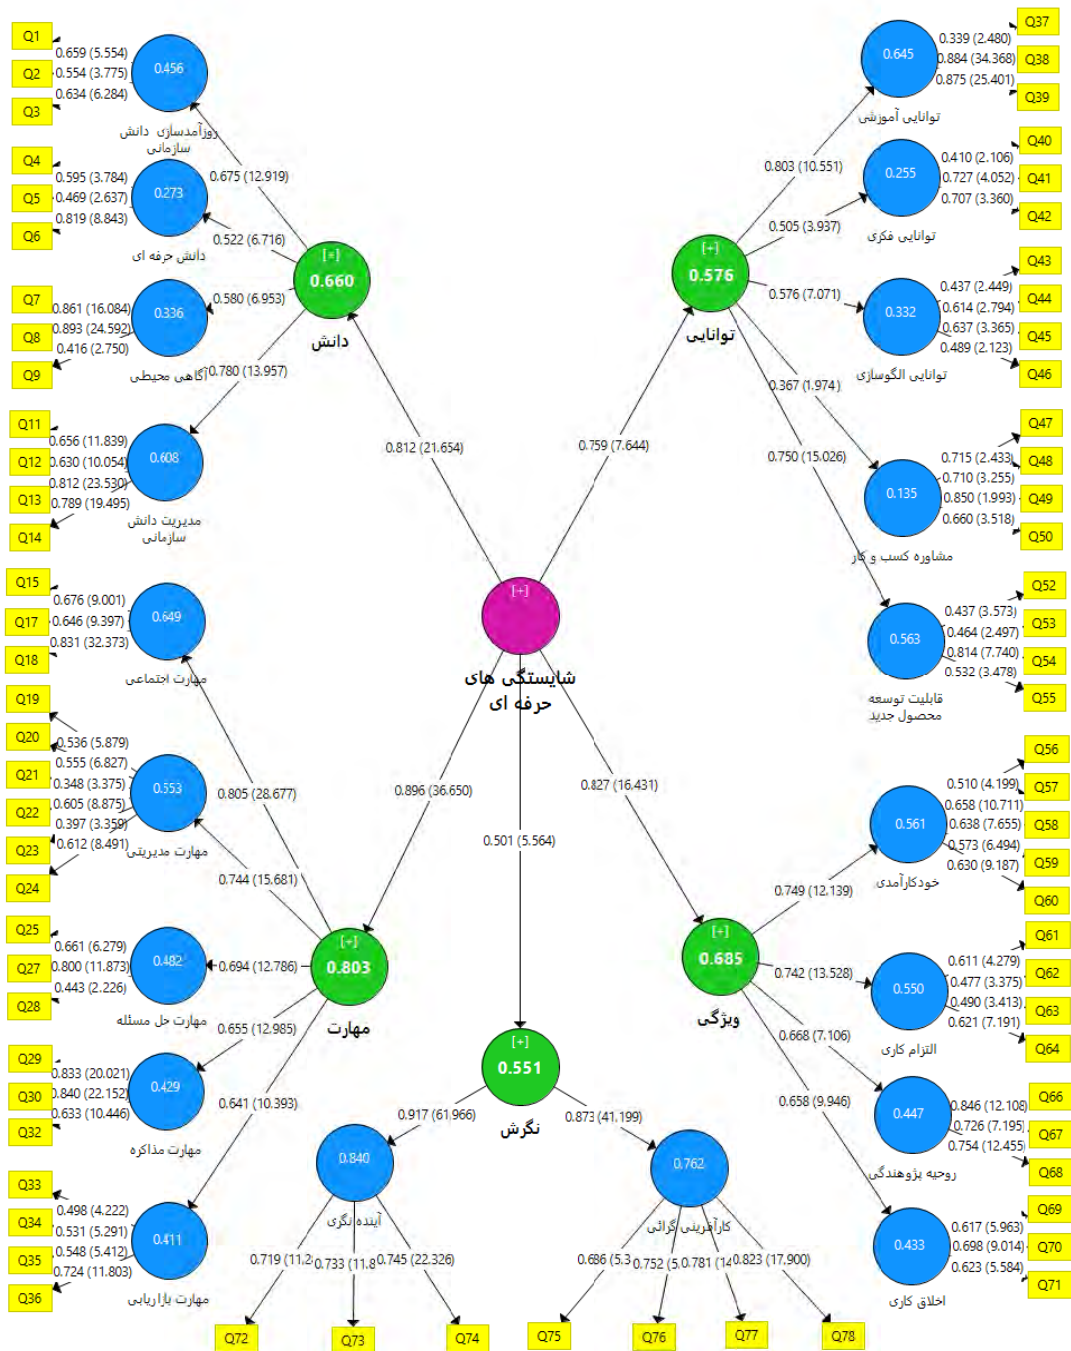 Q1
Q2
Q3
0.659 (5.554)
0.554 (3.775)
0.634 (6.284)
0.456
روزآمدسازی دانش
سازمانی
0.675 (12.919)
Q4
Q5
Q6
0.595 (3.784)
0.469 (2.637)
0.819 (8.843)
0.273
دانش حرفه ای
0.522 (6.716)
Q7
Q8
Q9
0.861 (16.084)
0.893 (24.592)
0.416 (2.750)
0.336
آگاهی محیطی
0.580 (6.953)
Q11
Q12
Q13
Q14
0.656 (11.839)
0.630 (10.054)
0.812 (23.530)
0.789 (19.495)
0.608
مدیریت دانش
سازمانی
0.780 (13.957)
[+]
0.660
دانش
0.812 (21.654)
Q37
Q38
Q39
0.339 (2.480)
0.884 (34.368)
0.875 (25.401)
0.645
توانایی آموزشی
0.803 (10.551)
Q40
Q41
Q42
0.410 (2.106)
0.727 (4.052)
0.707 (3.360)
0.255
توانایی فکری
0.505 (3.937)
Q43
Q44
Q45
Q46
0.437 (2.449)
0.614 (2.794)
0.637 (3.365)
0.489 (2.123)
0.332
توانایی الگوسازی
0.576 (7.071)
Q47
Q48
Q49
Q50
0.715 (2.433)
0.710 (3.255)
0.850 (1.993)
0.660 (3.518)
0.135
مشاوره کسب و کار
0.367 (1.974)
Q52
Q53
Q54
Q55
0.437 (3.573)
0.464 (2.497)
0.814 (7.740)
0.532 (3.478)
0.563
قابلیت توسعه
محصول جدید
0.750 (15.026)
[+]
0.576
توانایی
0.759 (7.644)
[+]
شایستگی های
حرفه ای
Q15
Q17
Q18
0.676 (9.001)
0.646 (9.397)
0.831 (32.373)
0.649
مهارت اجتماعی
0.805 (28.677)
Q19
Q20
Q21
Q22
Q23
Q24
0.536 (5.879)
0.555 (6.827)
0.348 (3.375)
0.605 (8.875)
0.397 (3.359)
0.612 (8.491)
0.553
مهارت مدیریتی
0.744 (15.681)
Q25
Q27
Q28
0.661 (6.279)
0.800 (11.873)
0.443 (2.226)
0.482
مهارت حل مسئله
0.694 (12.786)
Q29
Q30
Q32
0.833 (20.021)
0.840 (22.152)
0.633 (10.446)
0.429
مهارت مذاکره
0.655 (12.985)
Q33
Q34
Q35
Q36
0.498 (4.222)
0.531 (5.291)
0.548 (5.412)
0.724 (11.803)
0.411
مهارت بازاریابی
0.641 (10.393)
[+]
0.803
مهارت
0.896 (36.650)
0.501 (5.564)
[+]
0.551
نگرش
0.917 (61.966)
0.840
آینده نگری
0.719 (11.2
0.733 (11.8
0.745 (22.326)
Q72
Q73
Q74
0.873 (41.199)
0.762
کارآفرینی گرائی
0.686 (5.3
0.752 (5.0
0.781 (14
0.823 (17.900)
Q75
Q76
Q77
Q78
0.827 (16.431)
[+]
0.685
ویژگی
Q56
Q57
Q58
Q59
Q60
0.510 (4.199)
0.658 (10.711)
0.638 (7.655)
0.573 (6.494)
0.630 (9.187)
0.561
خودکارآمدی
0.749 (12.139)
Q61
Q62
Q63
Q64
0.611 (4.279)
0.477 (3.375)
0.490 (3.413)
0.621 (7.191)
0.550
التزام کاری
0.742 (13.528)
Q66
Q67
Q68
0.846 (12.108)
0.726 (7.195)
0.754 (12.455)
0.447
روحیه پژوهندگی
0.668 (7.106)
Q69
Q70
Q71
0.617 (5.963)
0.698 (9.014)
0.623 (5.584)
0.433
اخلاق کاری
0.658 (9.946)